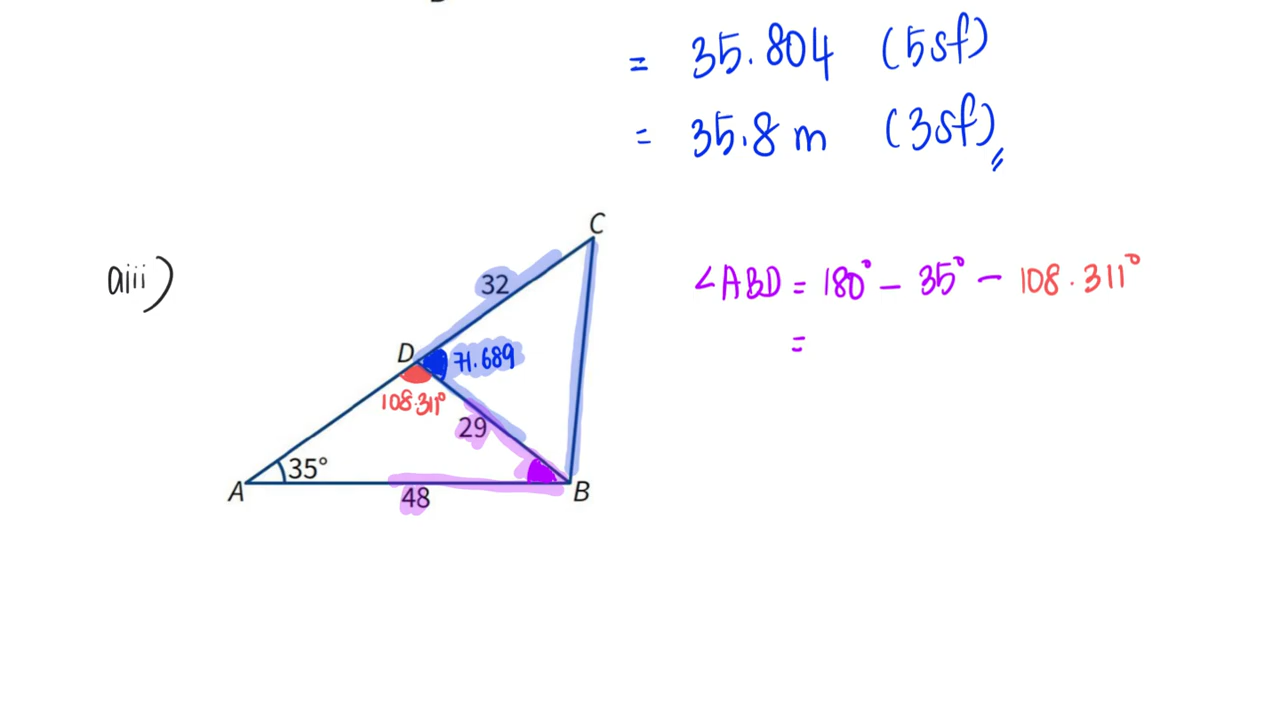 = 35.804 (5sf)
= 35.8 m (3sf)
aiii)
C
32
D
71.689
108.311°
29
35°
A
48
B
∠ABD = 180° - 35° - 108.311°
=